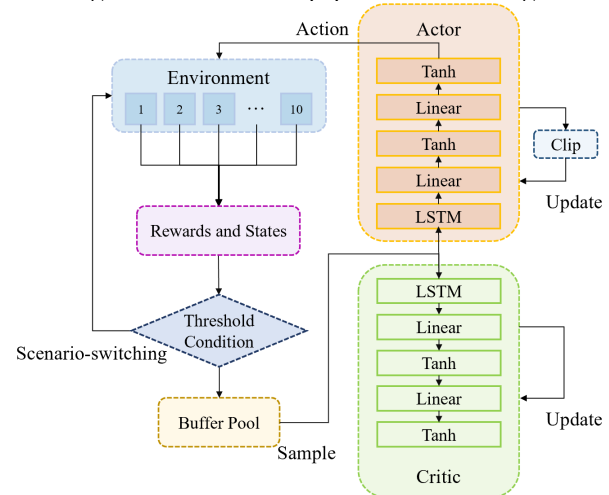 Action
Actor
Environment
1
2
3
...
10
Tanh
Linear
Tanh
Linear
LSTM
Clip
Update
Rewards and States
Threshold
Condition
Scenario-switching
Buffer Pool
Sample
LSTM
Linear
Tanh
Linear
Tanh
Update
Critic